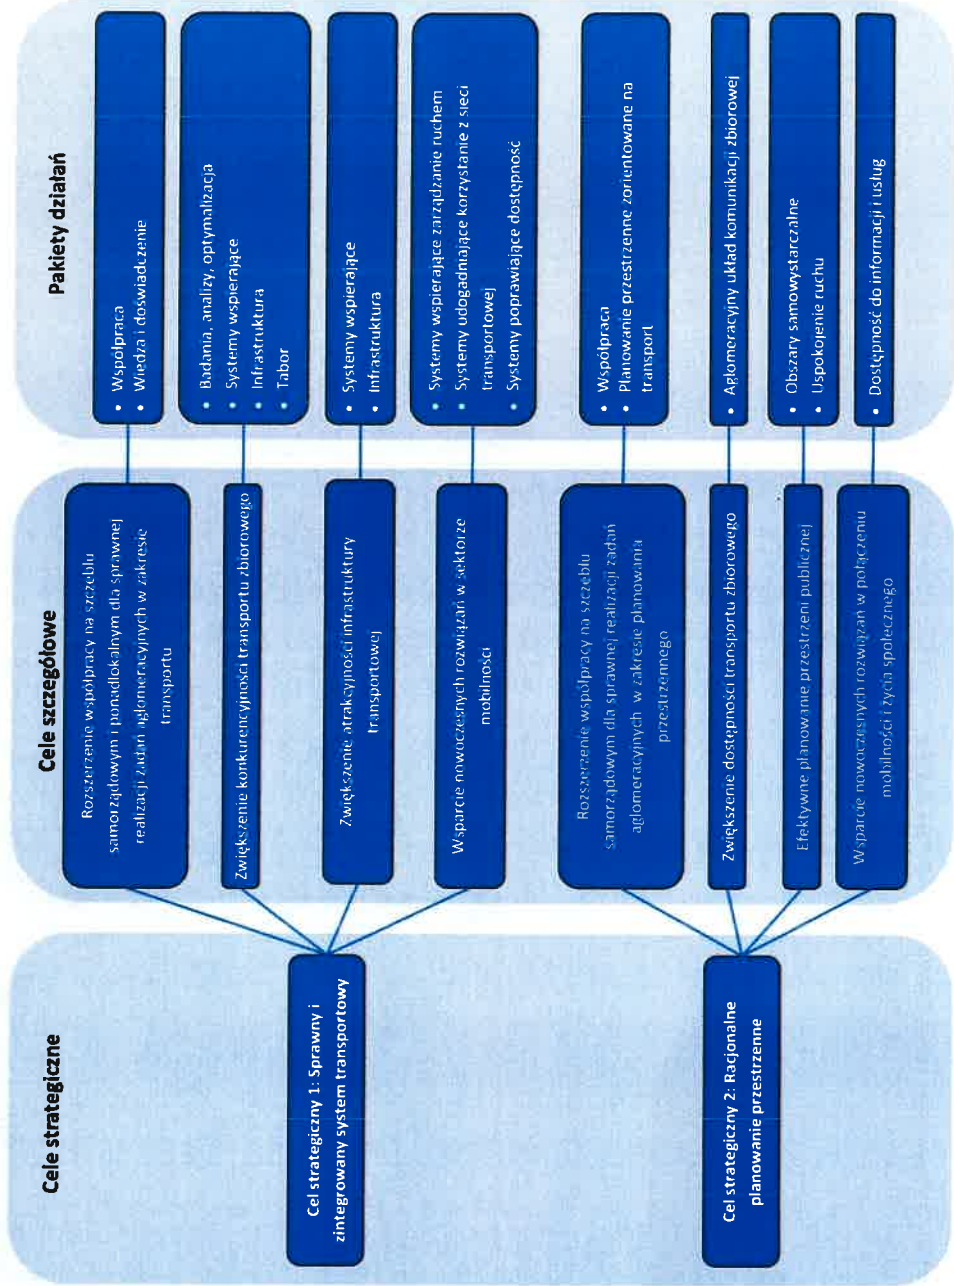 Cele strategiczne
Cel strategiczny 1: Sprawny i
zintegrowany system transportowy
Cel strategiczny 2: Racjonalne
planowanie przestrzenne
Cele szczegółowe
Rozszerzenie współpracy na szczeblu
samorządowym i ponadlokalnym dla sprawnej
realizacji zadań aglomeracyjnych w zakresie
transportu
Zwiększenie konkurencyjności transportu zbiorowego
Zwiększenie atrakcyjności infrastuktury
transportowej
Wsparcie nowoczesnych rozwiązań w sektorze
mobilności
Rozszerzenie współpracy na szczeblu
samorządowym dla sprawnej realizacji zadań
aglomeracyjnych w zakresie planowania
przestrzennego
Zwiększenie dostępności transportu zbiorowego
Efektywne planowanie przestrzeni publicznej
Wsparcie nowoczesnych rozwiązań w połączeniu
mobilności i życia społecznego
Pakiety działań
• Współpraca
• Wiedza i doświadczenie
• Badania, analizy, optymalizacja
• Systemy wspierające
• Infrastruktura
• Tabor
• Systemy wspierające
• Infrastruktura
• Systemy wspierające zarządzanie ruchem
• Systemy udogadniające korzystanie z sieci
transportowej
• Systemy poprawiające dostępność
• Współpraca
• Planowanie przestrzenne zorientowane na
transport
• Aglomeracyjny układ komunikacji zbiorowej
• Obszary samowystarczalne
• Uspokojenie ruchu
• Dostępność do informacji i usług